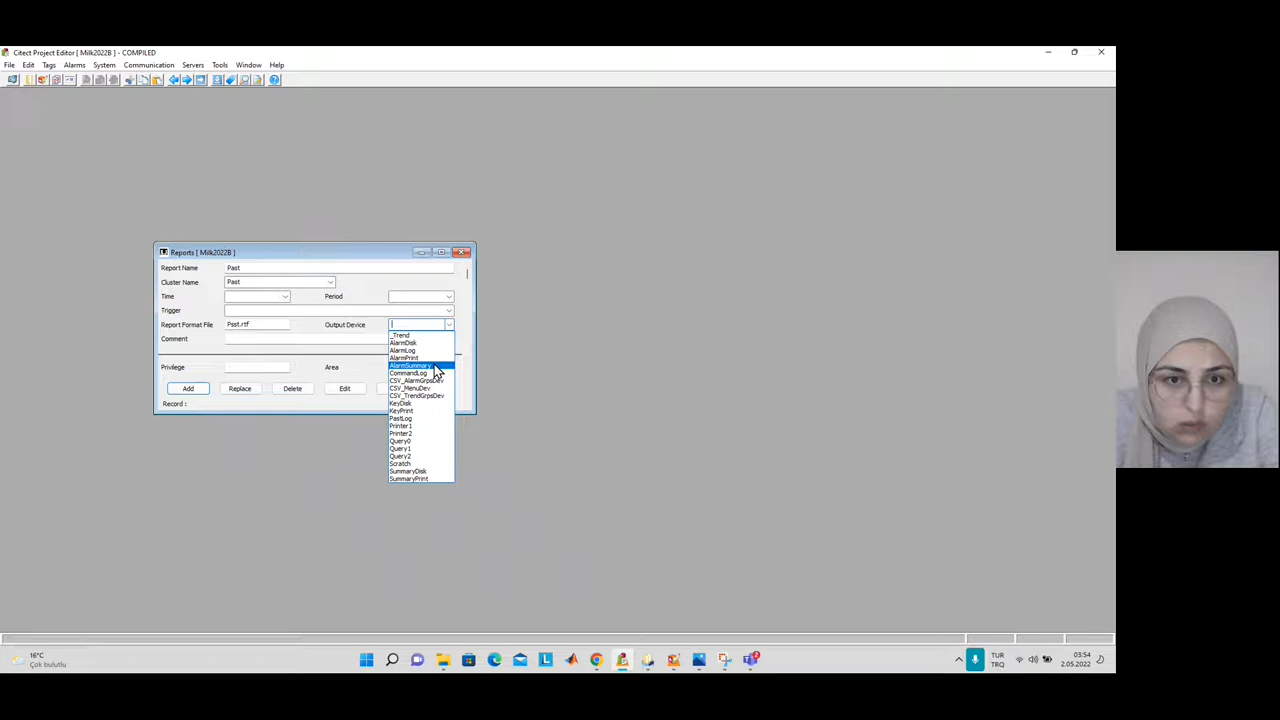 Citect Project Editor [ Milk2022B ] - COMPILED
File Edit Tags Alarms System Communication Servers Tools Window Help
Reports [ Milk2022B ]
Report Name Past
Cluster Name Past
Time Period
Trigger
Report Format File Psst.rtf Output Device
Comment
_Trend
AlarmDisk
AlarmLog
AlarmPrint
AlarmSummary
CommandLog
CSV_AlarmGrpsDev
CSV_MenuDev
CSV_TrendGrpsDev
KeyDisk
KeyPrint
PastLog
Printer1
Printer2
Query0
Query1
Query2
Scratch
SummaryDisk
SummaryPrint
Privilege Area
Add Replace Delete Edit
Record :
16°C
Çok bulutlu
TUR
TRQ
03:54
2.05.2022